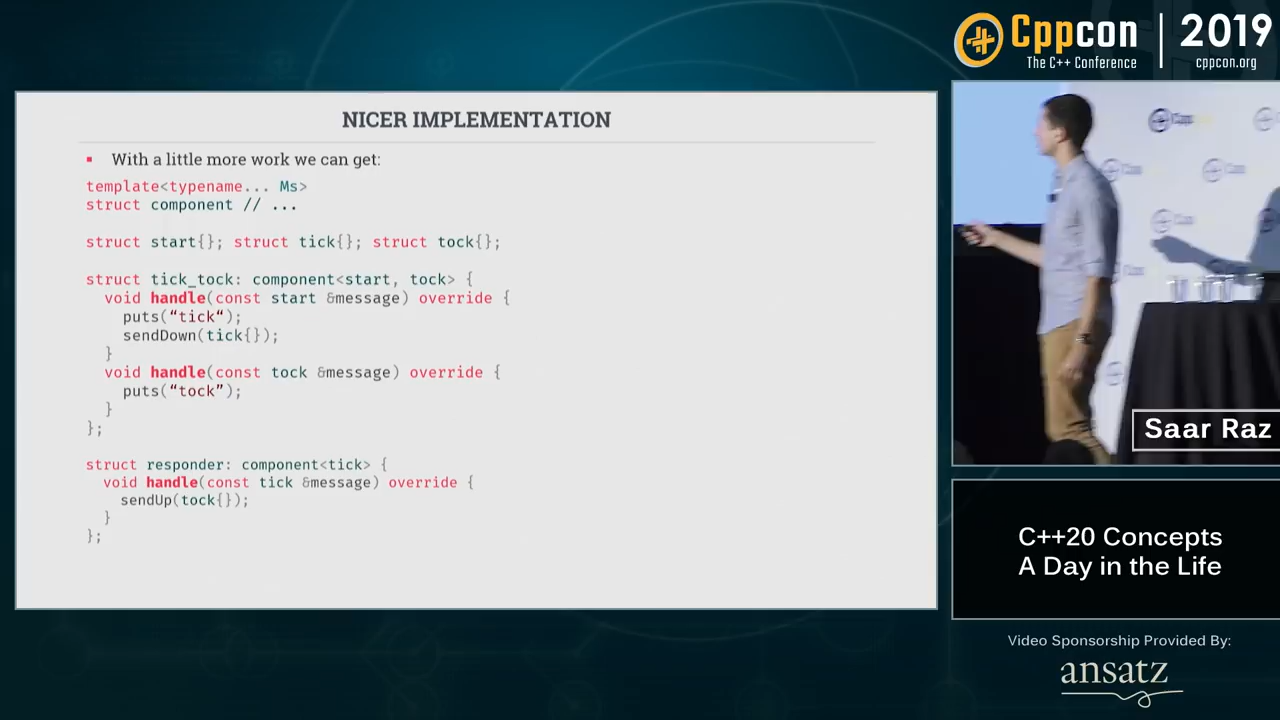 Cppcon
The C++ Conference
2019
cppcon.org
NICER IMPLEMENTATION
▪ With a little more work we can get:
template<typename... Ms>
struct component // ...
struct start{}; struct tick{}; struct tock{};
struct tick_tock: component<start, tock> {
  void handle(const start &message) override {
    puts(“tick“);
    sendDown(tick{});
  }
  void handle(const tock &message) override {
    puts(“tock”);
  }
};
struct responder: component<tick> {
  void handle(const tick &message) override {
    sendUp(tock{});
  }
};
Saar Raz
C++20 Concepts
A Day in the Life
Video Sponsorship Provided By:
ansatz